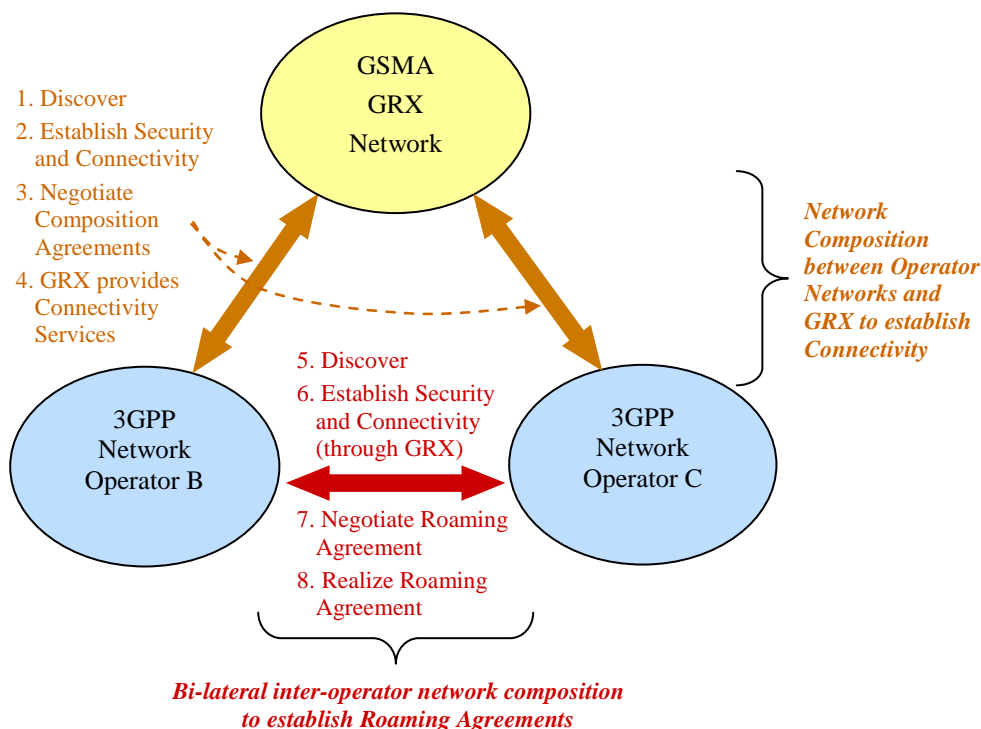 GSMA
GRX
Network
1. Discover
2. Establish Security
and Connectivity
3. Negotiate
Composition
Agreements
4. GRX provides
Connectivity
Services
Network
Composition
between Operator
Networks and
GRX to establish
Connectivity
3GPP
Network
Operator B
5. Discover
6. Establish Security
and Connectivity
(through GRX)
7. Negotiate Roaming
Agreement
8. Realize Roaming
Agreement
3GPP
Network
Operator C
Bi-lateral inter-operator network composition
to establish Roaming Agreements